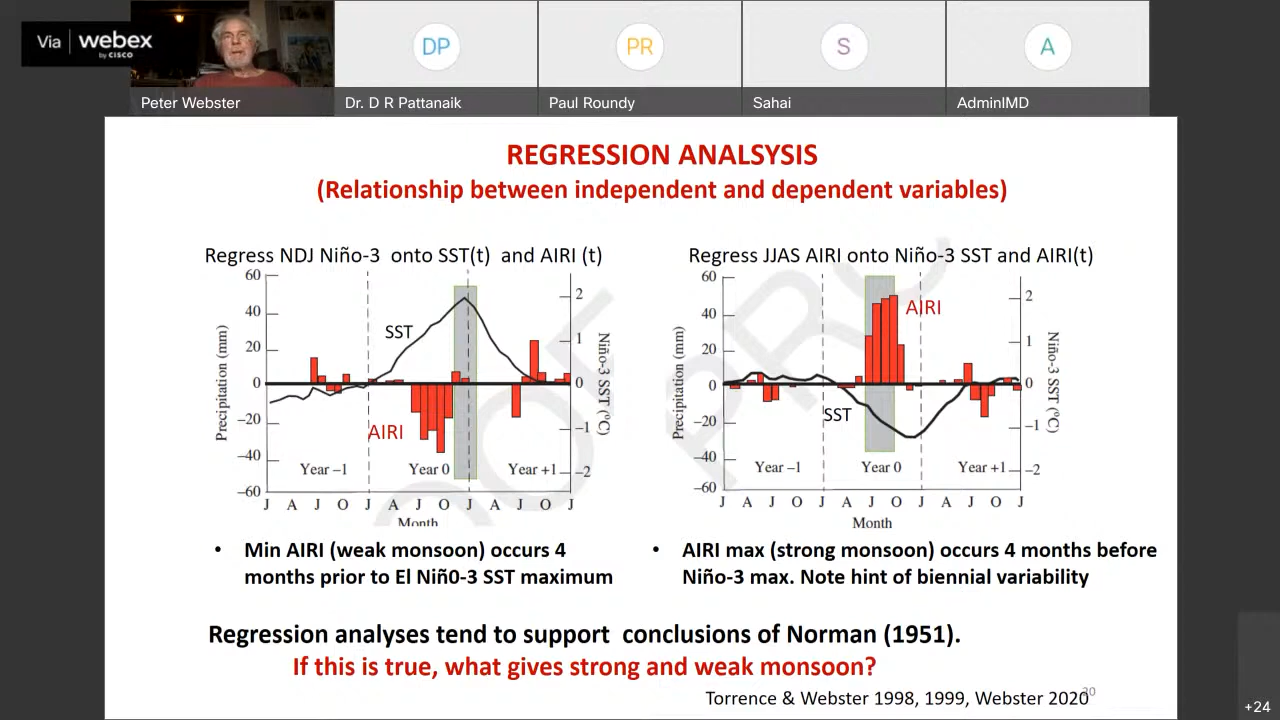 Via | webex
by CISCO
Peter Webster
DP
Dr. D R Pattanaik
PR
Paul Roundy
S
Sahai
A
AdminIMD
REGRESSION ANALSYSIS
(Relationship between independent and dependent variables)
Regress NDJ Niño-3 onto SST(t) and AIRI (t)
60
40
20
0
−20
−40
−60
Precipitation (mm)
2
1
0
−1
−2
Niño-3 SST (°C)
SST
AIRI
Year −1
Year 0
Year +1
J A J O J A J O J A J O J
Month
Regress JJAS AIRI onto Niño-3 SST and AIRI(t)
60
40
20
0
−20
−40
−60
Precipitation (mm)
2
1
0
−1
−2
Niño-3 SST (°C)
AIRI
SST
Year −1
Year 0
Year +1
J A J O J A J O J A J O J
Month
• Min AIRI (weak monsoon) occurs 4
months prior to El Niñ0-3 SST maximum
• AIRI max (strong monsoon) occurs 4 months before
Niño-3 max. Note hint of biennial variability
Regression analyses tend to support conclusions of Norman (1951).
If this is true, what gives strong and weak monsoon?
Torrence & Webster 1998, 1999, Webster 2020
+24